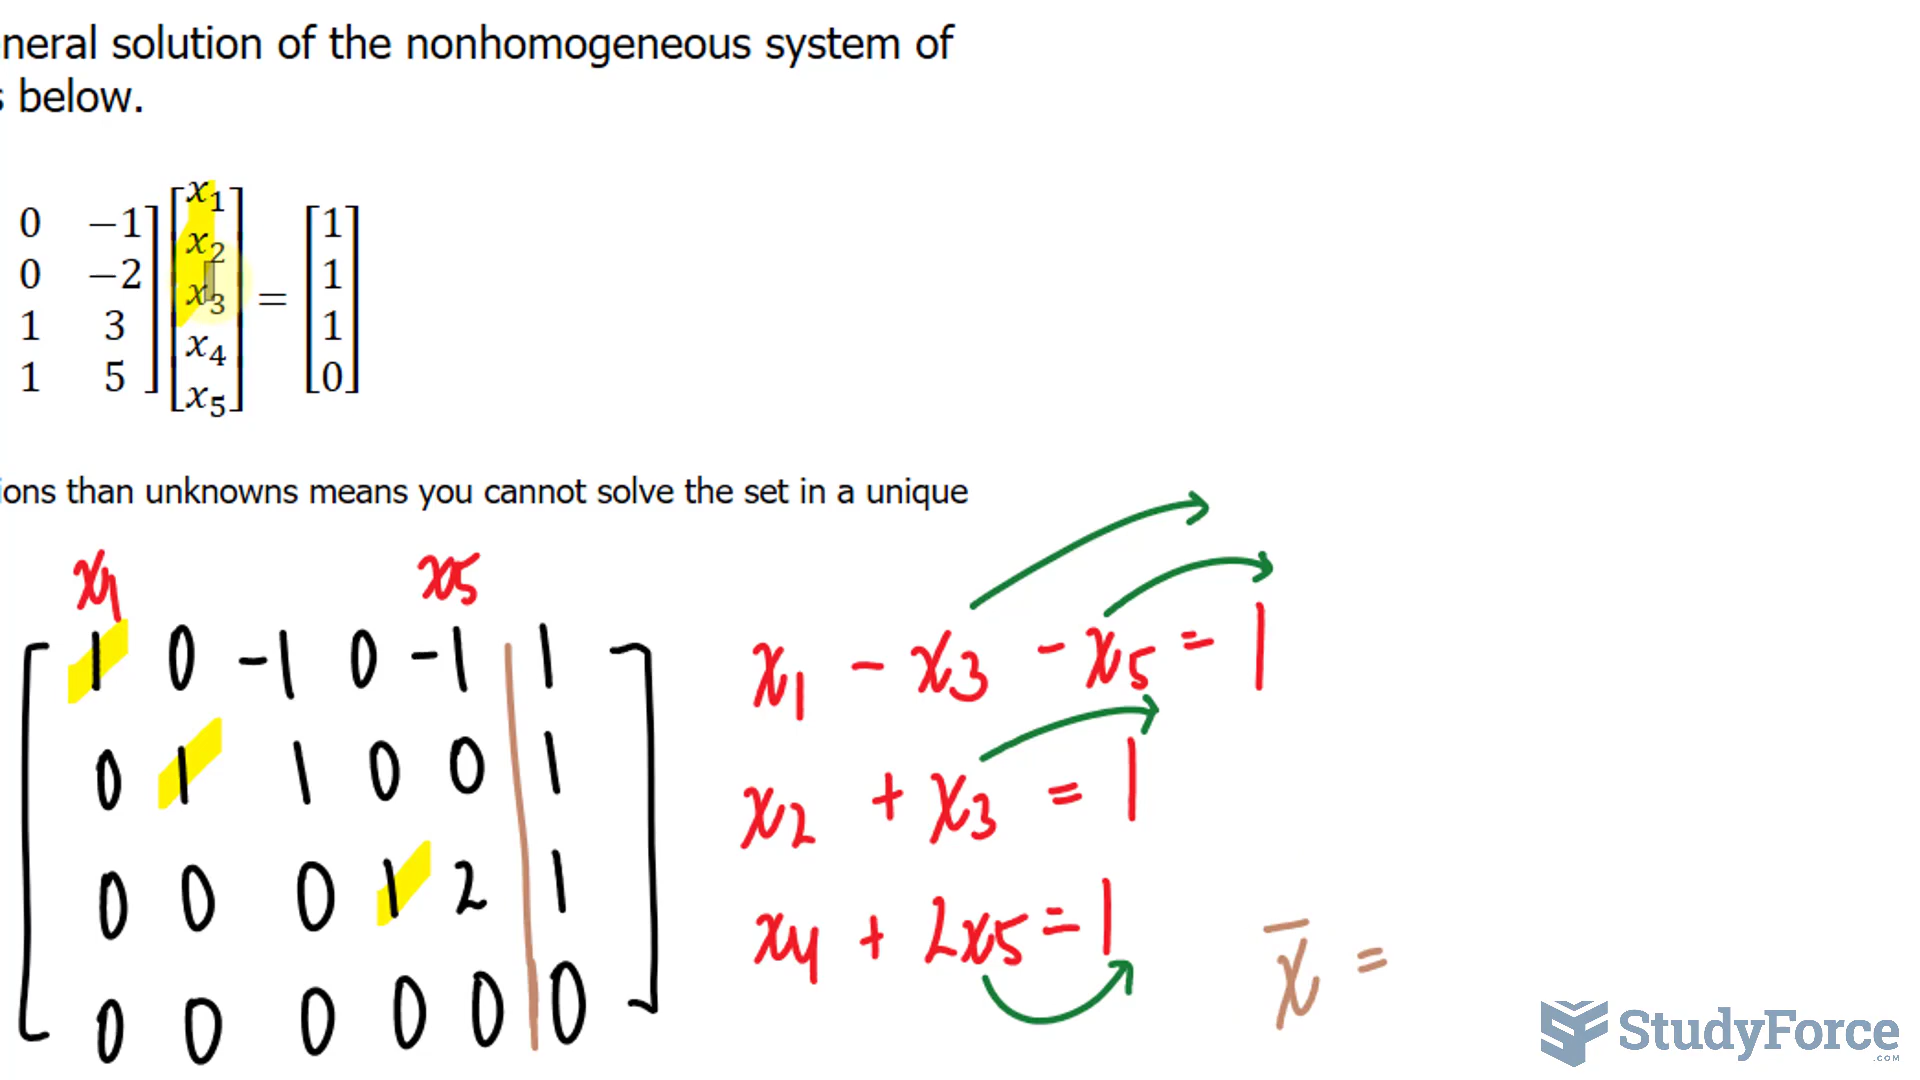 neral solution of the nonhomogeneous system of
s below.
0 −1 x₁ 1
0 −2 x₂ 1
x₃ =
1 3 x₄ 1
1 5 x₅ 0
ions than unknowns means you cannot solve the set in a unique
x1 x5
1 0 -1 0 -1 | 1
0 1 1 0 0 | 1
0 0 0 1 2 | 1
0 0 0 0 0 | 0
x1 - x3 - x5 = 1
x2 + x3 = 1
x4 + 2x5 = 1
x̄ =
StudyForce
.COM